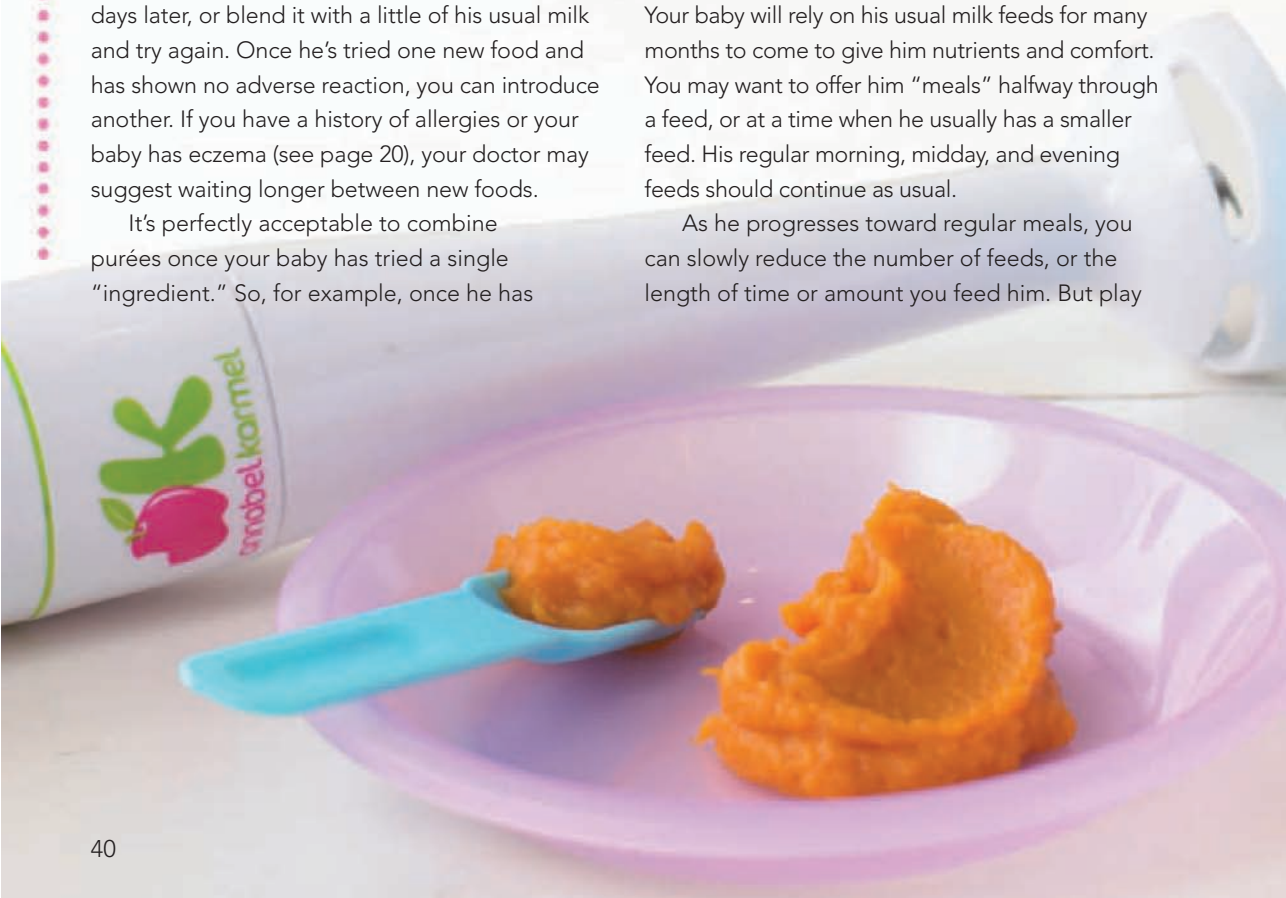 days later, or blend it with a little of his usual milk
and try again. Once he’s tried one new food and
has shown no adverse reaction, you can introduce
another. If you have a history of allergies or your
baby has eczema (see page 20), your doctor may
suggest waiting longer between new foods.
It’s perfectly acceptable to combine
purées once your baby has tried a single
“ingredient.” So, for example, once he has
Your baby will rely on his usual milk feeds for many
months to come to give him nutrients and comfort.
You may want to offer him “meals” halfway through
a feed, or at a time when he usually has a smaller
feed. His regular morning, midday, and evening
feeds should continue as usual.
As he progresses toward regular meals, you
can slowly reduce the number of feeds, or the
length of time or amount you feed him. But play
annabel karmel
40